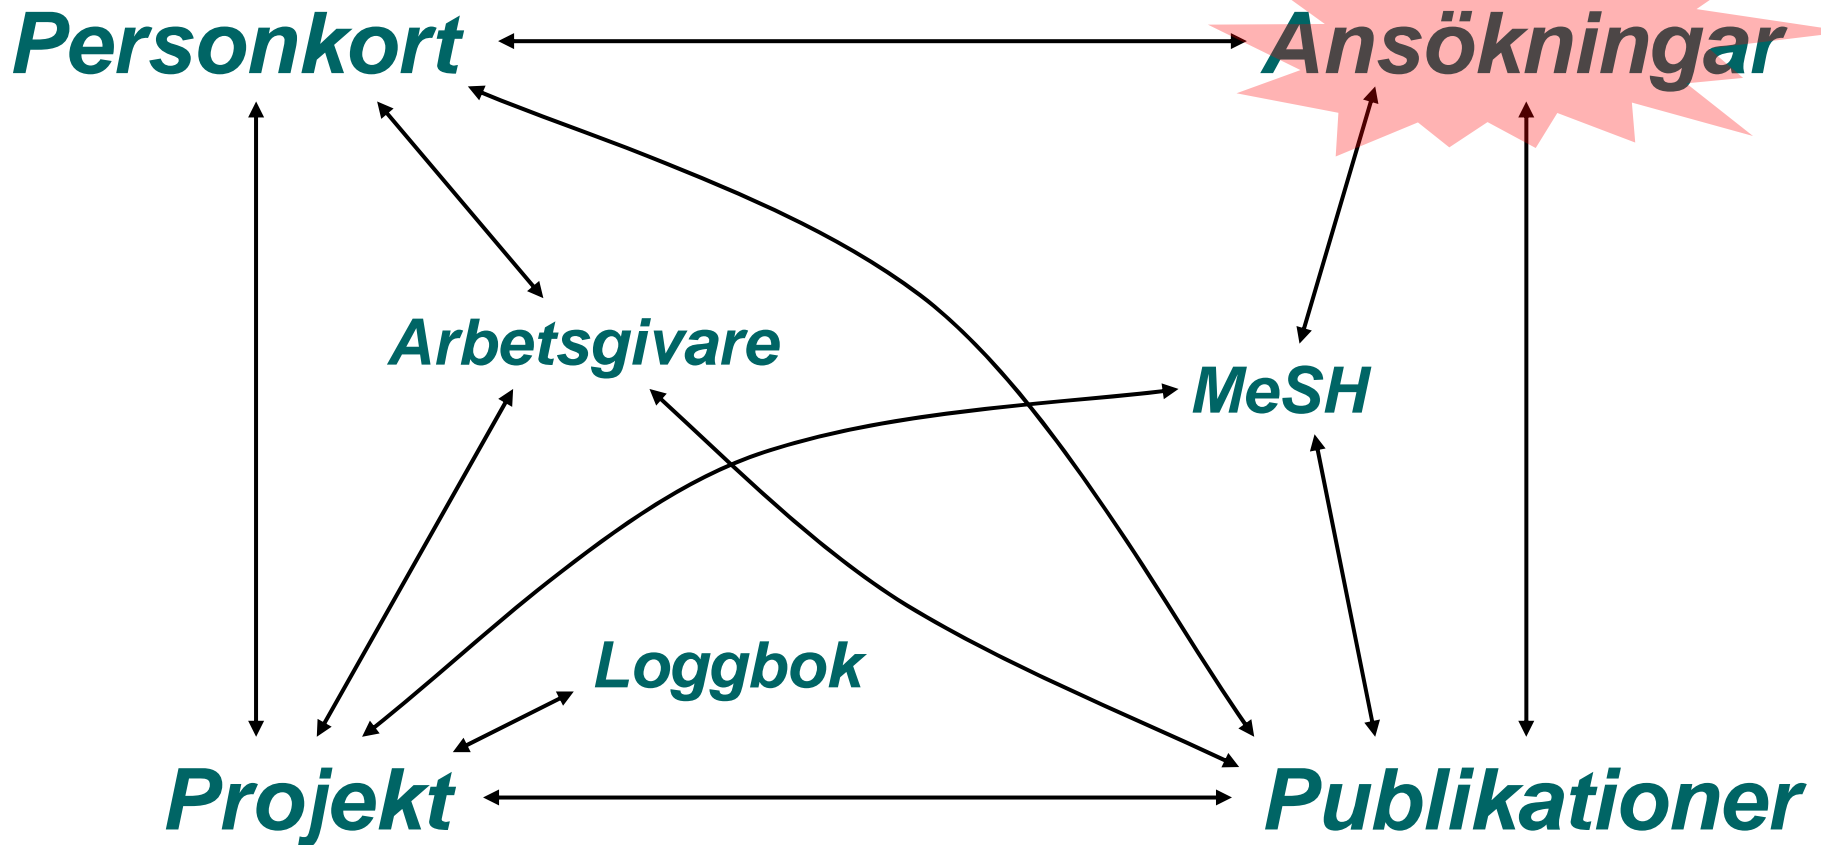 Personkort
Ansökningar
Arbetsgivare
MeSH
Loggbok
Projekt
Publikationer